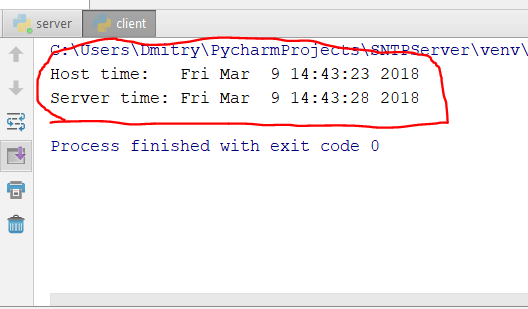 server client
C:\Users\Dmitry\PycharmProjects\SNTPServer\venv\
Host time:   Fri Mar  9 14:43:23 2018
Server time: Fri Mar  9 14:43:28 2018
Process finished with exit code 0